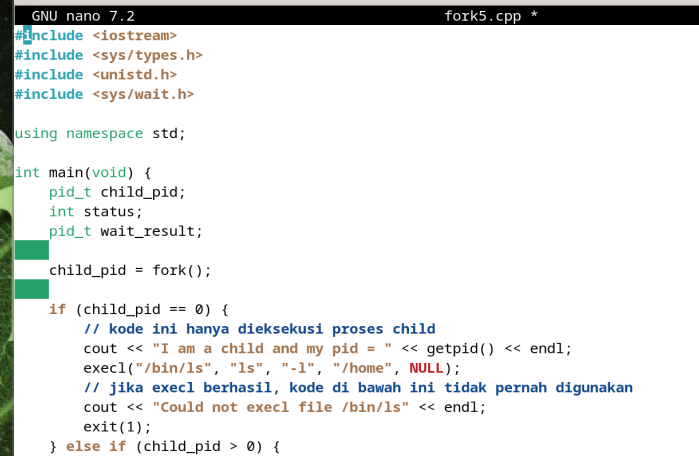 GNU nano 7.2 fork5.cpp *
#include <iostream>
#include <sys/types.h>
#include <unistd.h>
#include <sys/wait.h>

using namespace std;

int main(void) {
    pid_t child_pid;
    int status;
    pid_t wait_result;

    child_pid = fork();

    if (child_pid == 0) {
        // kode ini hanya dieksekusi proses child
        cout << "I am a child and my pid = " << getpid() << endl;
        execl("/bin/ls", "ls", "-l", "/home", NULL);
        // jika execl berhasil, kode di bawah ini tidak pernah digunakan
        cout << "Could not execl file /bin/ls" << endl;
        exit(1);
    } else if (child_pid > 0) {